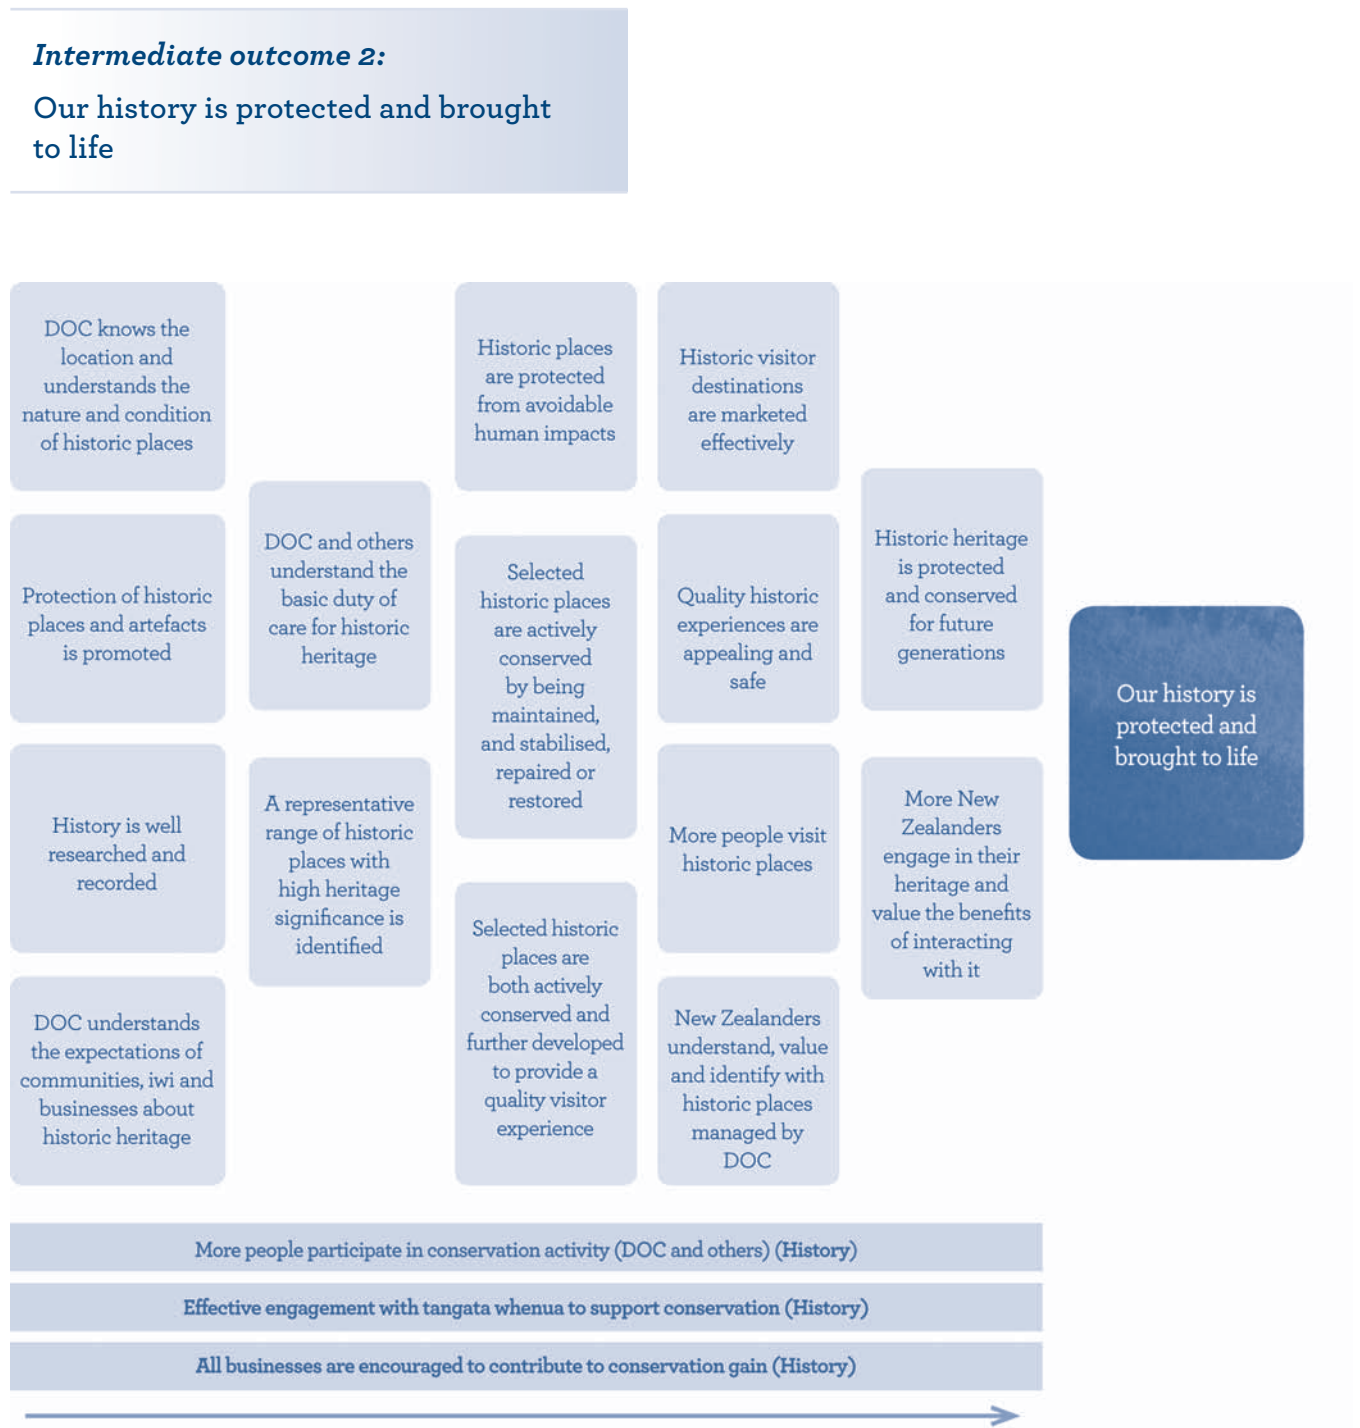 Intermediate outcome 2:
Our history is protected and brought
to life
DOC knows the
location and
understands the
nature and condition
of historic places
Protection of historic
places and artefacts
is promoted
History is well
researched and
recorded
DOC understands
the expectations of
communities, iwi and
businesses about
historic heritage
DOC and others
understand the
basic duty of
care for historic
heritage
A representative
range of historic
places with
high heritage
significance is
identified
Historic places
are protected
from avoidable
human impacts
Selected
historic places
are actively
conserved
by being
maintained,
and stabilised,
repaired or
restored
Selected historic
places are
both actively
conserved and
further developed
to provide a
quality visitor
experience
Historic visitor
destinations
are marketed
effectively
Quality historic
experiences are
appealing and
safe
More people visit
historic places
New Zealanders
understand, value
and identify with
historic places
managed by
DOC
Historic heritage
is protected
and conserved
for future
generations
More New
Zealanders
engage in their
heritage and
value the benefits
of interacting
with it
Our history is
protected and
brought to life
More people participate in conservation activity (DOC and others) (History)
Effective engagement with tangata whenua to support conservation (History)
All businesses are encouraged to contribute to conservation gain (History)